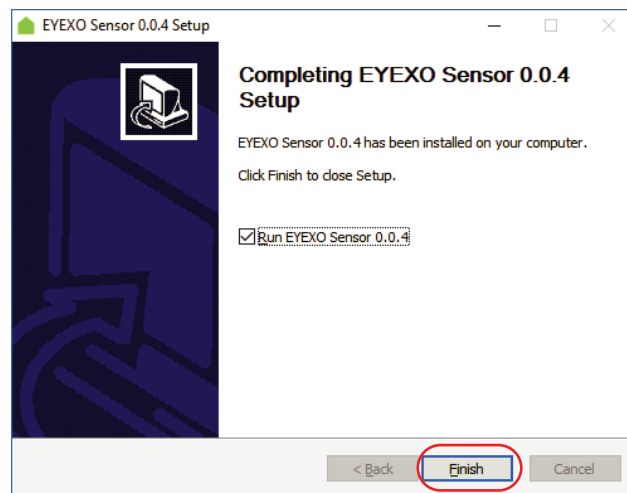 EYEXO Sensor 0.0.4 Setup
Completing EYEXO Sensor 0.0.4
Setup
EYEXO Sensor 0.0.4 has been installed on your computer.
Click Finish to close Setup.
Run EYEXO Sensor 0.0.4
< Back
Finish
Cancel